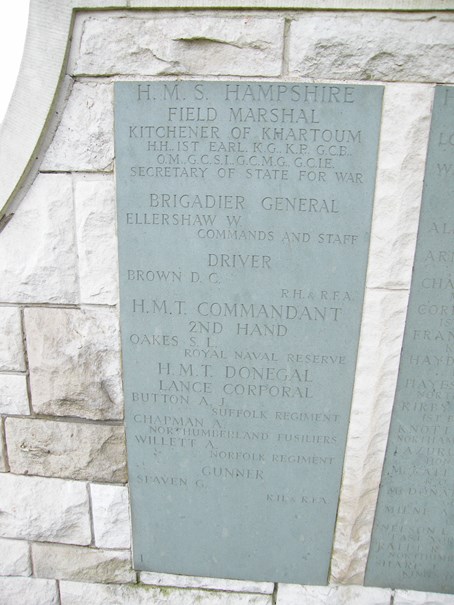 H.M.S. HAMPSHIRE
FIELD MARSHAL
KITCHENER OF KHARTOUM
H.H. 1ST EARL. K.G., K.P., G.C.B.,
O.M., G.C.S.I., G.C.M.G., G.C.I.E.
SECRETARY OF STATE FOR WAR
BRIGADIER GENERAL
ELLERSHAW W.
COMMANDS AND STAFF
DRIVER
BROWN D. C.
R.H. & R.F.A.
H.M.T. COMMANDANT
2ND HAND
OAKES S. L.
ROYAL NAVAL RESERVE
H.M.T. DONEGAL
LANCE CORPORAL
BUTTON A. J.
SUFFOLK REGIMENT
CHAPMAN A.
NORTHUMBERLAND FUSILIERS
WILLETT A.
NORFOLK REGIMENT
GUNNER
SPAVEN G.
R.H. & R.F.A.